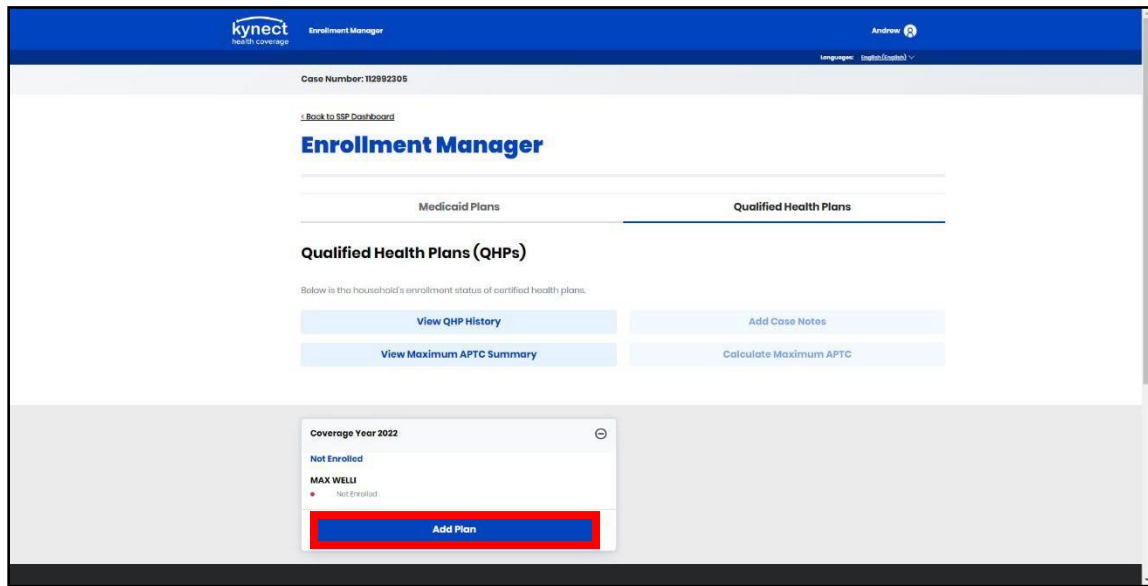 kynect
health coverage
Enrollment Manager
Andrew
Languages: English (English)
Case Number: 112992305
< Back to SSP Dashboard
Enrollment Manager
Medicaid Plans
Qualified Health Plans
Qualified Health Plans (QHPs)
Below is the household's enrollment status of certified health plans.
View QHP History
Add Case Notes
View Maximum APTC Summary
Calculate Maximum APTC
Coverage Year 2022
Not Enrolled
MAX WELLI
Not Enrolled
Add Plan